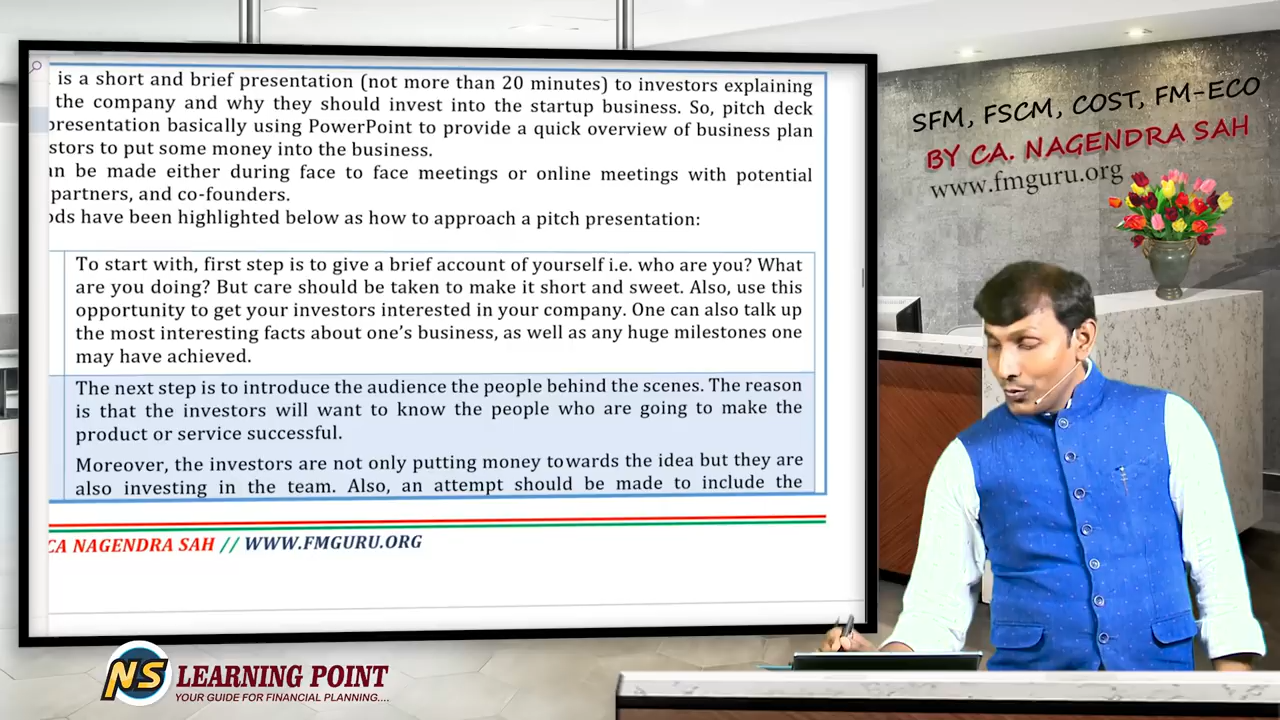 is a short and brief presentation (not more than 20 minutes) to investors explaining
the company and why they should invest into the startup business. So, pitch deck
presentation basically using PowerPoint to provide a quick overview of business plan
stors to put some money into the business.
an be made either during face to face meetings or online meetings with potential
partners, and co-founders.
ods have been highlighted below as how to approach a pitch presentation:
To start with, first step is to give a brief account of yourself i.e. who are you? What
are you doing? But care should be taken to make it short and sweet. Also, use this
opportunity to get your investors interested in your company. One can also talk up
the most interesting facts about one's business, as well as any huge milestones one
may have achieved.
The next step is to introduce the audience the people behind the scenes. The reason
is that the investors will want to know the people who are going to make the
product or service successful.
Moreover, the investors are not only putting money towards the idea but they are
also investing in the team. Also, an attempt should be made to include the
CA NAGENDRA SAH // WWW.FMGURU.ORG
SFM, FSCM, COST, FM-ECO
BY CA. NAGENDRA SAH
www.fmguru.org
NS LEARNING POINT
YOUR GUIDE FOR FINANCIAL PLANNING....